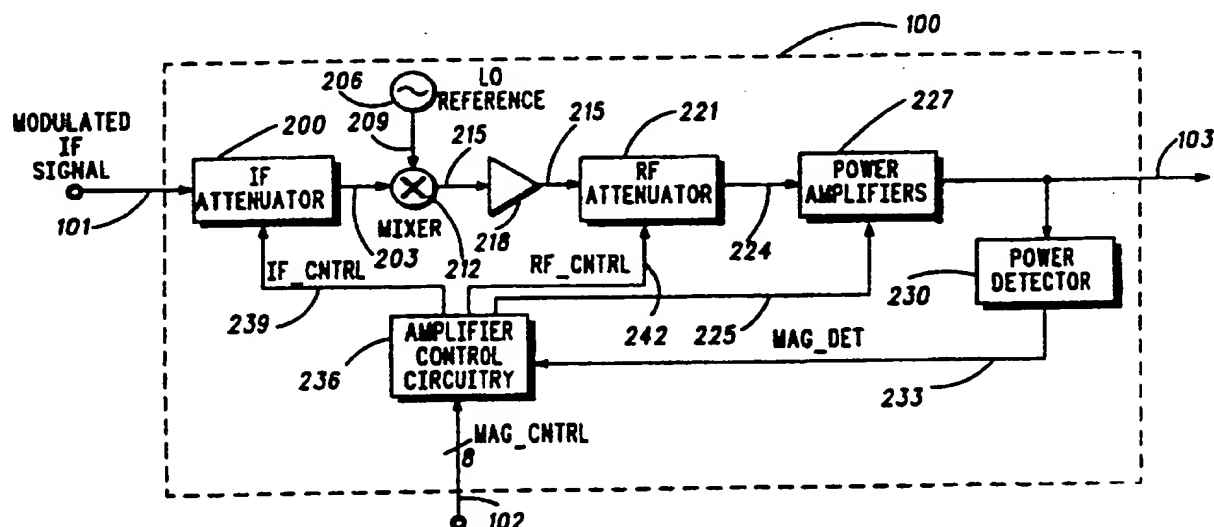 100
206
LO
REFERENCE
MODULATED
IF
SIGNAL
200
209
215
215
221
227
103
IF
ATTENUATOR
RF
ATTENUATOR
POWER
AMPLIFIERS
101
MIXER
203
212
218
224
IF_CNTRL
RF_CNTRL
230
POWER
DETECTOR
239
242
225
MAG_DET
236
AMPLIFIER
CONTROL
CIRCUITRY
233
MAG_CNTRL
8
102